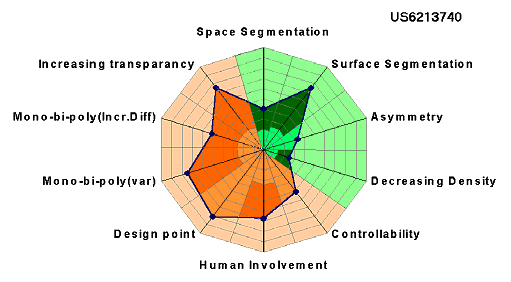 US6213740
Space Segmentation
Increasing transparancy
Surface Segmentation
Mono-bi-poly(Incr.Diff)
Asymmetry
Mono-bi-poly(var)
Decreasing Density
Design point
Controllability
Human Involvement